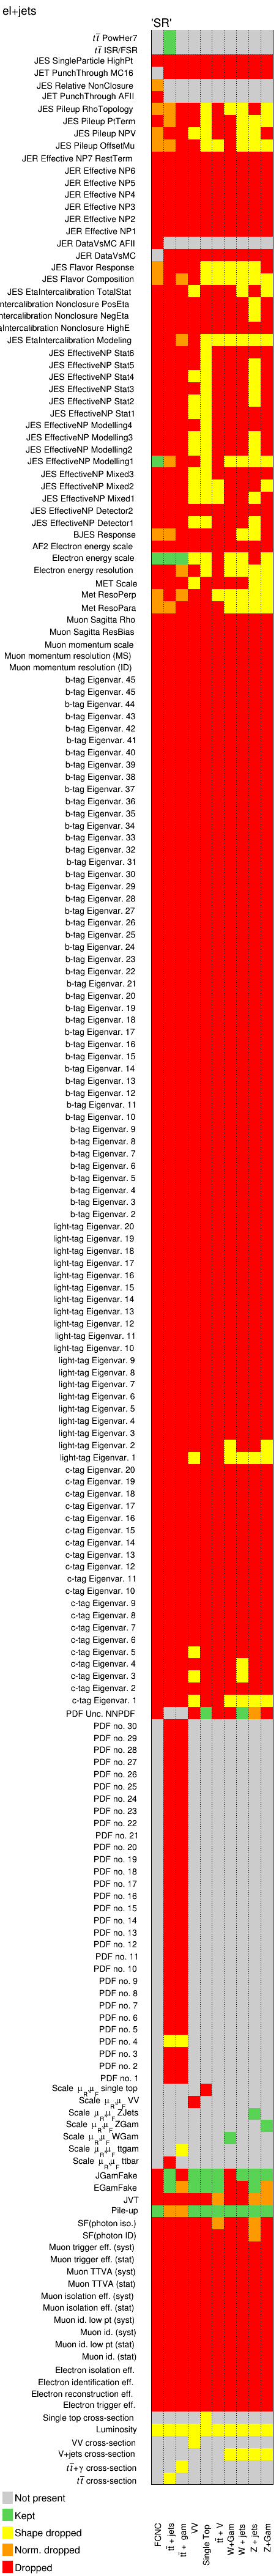 el+jets
'SR'
tt̄ PowHer7
tt̄ ISR/FSR
JES SingleParticle HighPt
JET PunchThrough MC16
JES Relative NonClosure
JET PunchThrough AFII
JES Pileup RhoTopology
JES Pileup PtTerm
JES Pileup NPV
JES Pileup OffsetMu
JER Effective NP7 RestTerm
JER Effective NP6
JER Effective NP5
JER Effective NP4
JER Effective NP3
JER Effective NP2
JER Effective NP1
JER DataVsMC AFII
JER DataVsMC
JES Flavor Response
JES Flavor Composition
JES EtaIntercalibration TotalStat
ntercalibration Nonclosure PosEta
ntercalibration Nonclosure NegEta
aIntercalibration Nonclosure HighE
JES EtaIntercalibration Modeling
JES EffectiveNP Stat6
JES EffectiveNP Stat5
JES EffectiveNP Stat4
JES EffectiveNP Stat3
JES EffectiveNP Stat2
JES EffectiveNP Stat1
JES EffectiveNP Modelling4
JES EffectiveNP Modelling3
JES EffectiveNP Modelling2
JES EffectiveNP Modelling1
JES EffectiveNP Mixed3
JES EffectiveNP Mixed2
JES EffectiveNP Mixed1
JES EffectiveNP Detector2
JES EffectiveNP Detector1
BJES Response
AF2 Electron energy scale
Electron energy scale
Electron energy resolution
MET Scale
Met ResoPerp
Met ResoPara
Muon Sagitta Rho
Muon Sagitta ResBias
Muon momentum scale
Muon momentum resolution (MS)
Muon momentum resolution (ID)
b-tag Eigenvar. 45
b-tag Eigenvar. 45
b-tag Eigenvar. 44
b-tag Eigenvar. 43
b-tag Eigenvar. 42
b-tag Eigenvar. 41
b-tag Eigenvar. 40
b-tag Eigenvar. 39
b-tag Eigenvar. 38
b-tag Eigenvar. 37
b-tag Eigenvar. 36
b-tag Eigenvar. 35
b-tag Eigenvar. 34
b-tag Eigenvar. 33
b-tag Eigenvar. 32
b-tag Eigenvar. 31
b-tag Eigenvar. 30
b-tag Eigenvar. 29
b-tag Eigenvar. 28
b-tag Eigenvar. 27
b-tag Eigenvar. 26
b-tag Eigenvar. 25
b-tag Eigenvar. 24
b-tag Eigenvar. 23
b-tag Eigenvar. 22
b-tag Eigenvar. 21
b-tag Eigenvar. 20
b-tag Eigenvar. 19
b-tag Eigenvar. 18
b-tag Eigenvar. 17
b-tag Eigenvar. 16
b-tag Eigenvar. 15
b-tag Eigenvar. 14
b-tag Eigenvar. 13
b-tag Eigenvar. 12
b-tag Eigenvar. 11
b-tag Eigenvar. 10
b-tag Eigenvar. 9
b-tag Eigenvar. 8
b-tag Eigenvar. 7
b-tag Eigenvar. 6
b-tag Eigenvar. 5
b-tag Eigenvar. 4
b-tag Eigenvar. 3
b-tag Eigenvar. 2
light-tag Eigenvar. 20
light-tag Eigenvar. 19
light-tag Eigenvar. 18
light-tag Eigenvar. 17
light-tag Eigenvar. 16
light-tag Eigenvar. 15
light-tag Eigenvar. 14
light-tag Eigenvar. 13
light-tag Eigenvar. 12
light-tag Eigenvar. 11
light-tag Eigenvar. 10
light-tag Eigenvar. 9
light-tag Eigenvar. 8
light-tag Eigenvar. 7
light-tag Eigenvar. 6
light-tag Eigenvar. 5
light-tag Eigenvar. 4
light-tag Eigenvar. 3
light-tag Eigenvar. 2
light-tag Eigenvar. 1
c-tag Eigenvar. 20
c-tag Eigenvar. 19
c-tag Eigenvar. 18
c-tag Eigenvar. 17
c-tag Eigenvar. 16
c-tag Eigenvar. 15
c-tag Eigenvar. 14
c-tag Eigenvar. 13
c-tag Eigenvar. 12
c-tag Eigenvar. 11
c-tag Eigenvar. 10
c-tag Eigenvar. 9
c-tag Eigenvar. 8
c-tag Eigenvar. 7
c-tag Eigenvar. 6
c-tag Eigenvar. 5
c-tag Eigenvar. 4
c-tag Eigenvar. 3
c-tag Eigenvar. 2
c-tag Eigenvar. 1
PDF Unc. NNPDF
PDF no. 30
PDF no. 29
PDF no. 28
PDF no. 27
PDF no. 26
PDF no. 25
PDF no. 24
PDF no. 23
PDF no. 22
PDF no. 21
PDF no. 20
PDF no. 19
PDF no. 18
PDF no. 17
PDF no. 16
PDF no. 15
PDF no. 14
PDF no. 13
PDF no. 12
PDF no. 11
PDF no. 10
PDF no. 9
PDF no. 8
PDF no. 7
PDF no. 6
PDF no. 5
PDF no. 4
PDF no. 3
PDF no. 2
PDF no. 1
Scale μ_R μ_F single top
Scale μ_R μ_F VV
Scale μ_R μ_F ZJets
Scale μ_R μ_F ZGam
Scale μ_R μ_F WGam
Scale μ_R μ_F ttgam
Scale μ_R μ_F ttbar
JGamFake
EGamFake
JVT
Pile-up
SF(photon iso.)
SF(photon ID)
Muon trigger eff. (syst)
Muon trigger eff. (stat)
Muon TTVA (syst)
Muon TTVA (stat)
Muon isolation eff. (syst)
Muon isolation eff. (stat)
Muon id. low pt (syst)
Muon id. (syst)
Muon id. low pt (stat)
Muon id. (stat)
Electron isolation eff.
Electron identification eff.
Electron reconstruction eff.
Electron trigger eff.
Single top cross-section
Luminosity
VV cross-section
V+jets cross-section
tt̄+γ cross-section
tt̄ cross-section
FCNC
tt̄ + jets
tt̄ + gam
VV
Single Top
tt̄ + V
W+Gam
W + jets
Z + jets
Z+Gam
Not present
Kept
Shape dropped
Norm. dropped
Dropped